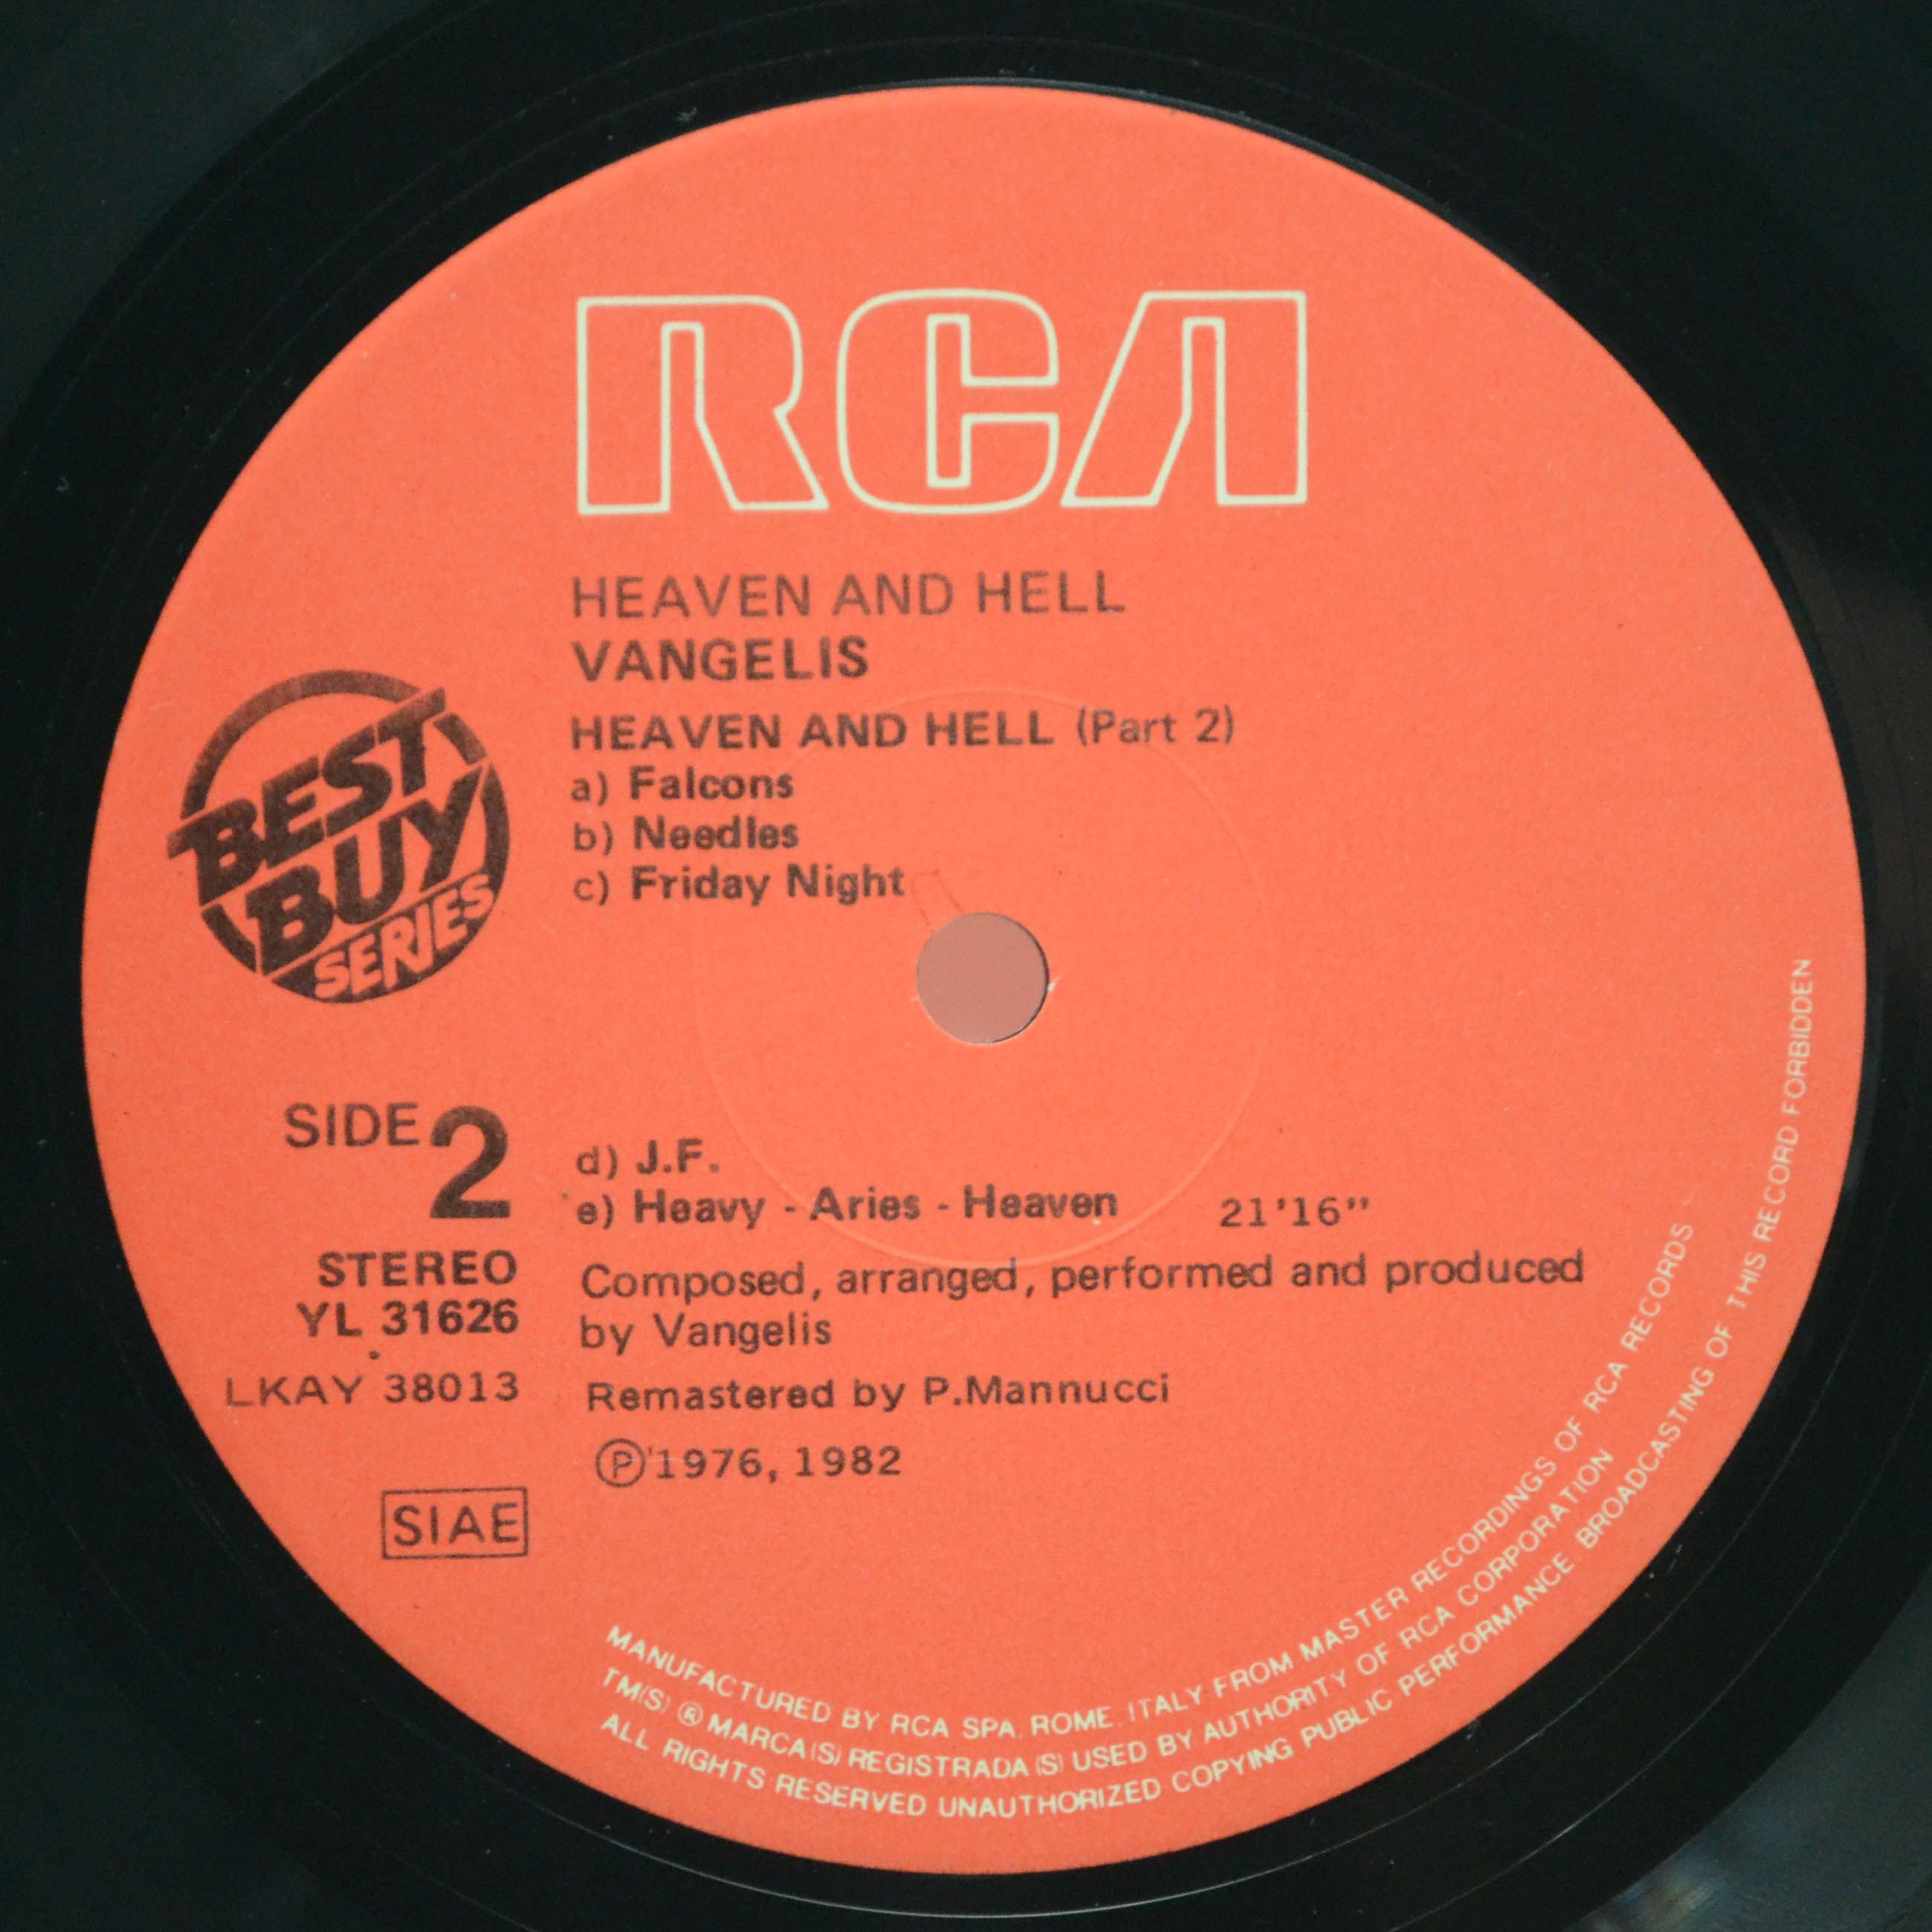 RCA
HEAVEN AND HELL
VANGELIS
HEAVEN AND HELL (Part 2)
a) Falcons
b) Needles
c) Friday Night
BEST
BUY
SERIES
SIDE 2
d) J.F.
e) Heavy - Aries - Heaven 21'16"
STEREO
YL 31626
LKAY 38013
Composed, arranged, performed and produced
by Vangelis
Remastered by P.Mannucci
Ⓟ 1976, 1982
SIAE
MANUFACTURED BY RCA SPA. ROME. ITALY FROM MASTER RECORDINGS OF RCA RECORDS
TM(S) ® MARCA(S) REGISTRADA(S) USED BY AUTHORITY OF RCA CORPORATION
ALL RIGHTS RESERVED UNAUTHORIZED COPYING PUBLIC PERFORMANCE BROADCASTING OF THIS RECORD FORBIDDEN